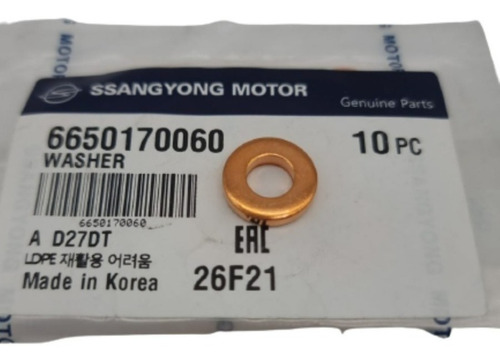 SSANGYONG MOTOR
Genuine Parts
6650170060 10 PC
WASHER
6650170060
A D27DT
LDPE 재활용 어려움
EAC
Made in Korea 26F21
MOTOR